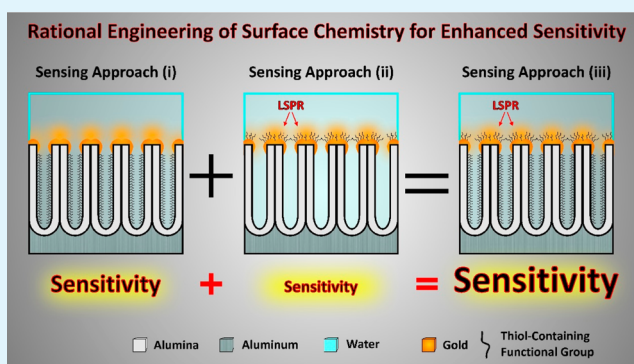 Rational Engineering of Surface Chemistry for Enhanced Sensitivity
Sensing Approach (i) Sensing Approach (ii) Sensing Approach (iii)
LSPR LSPR
+ =
Sensitivity + Sensitivity = Sensitivity
Alumina Aluminum Water Gold Thiol-Containing
Functional Group